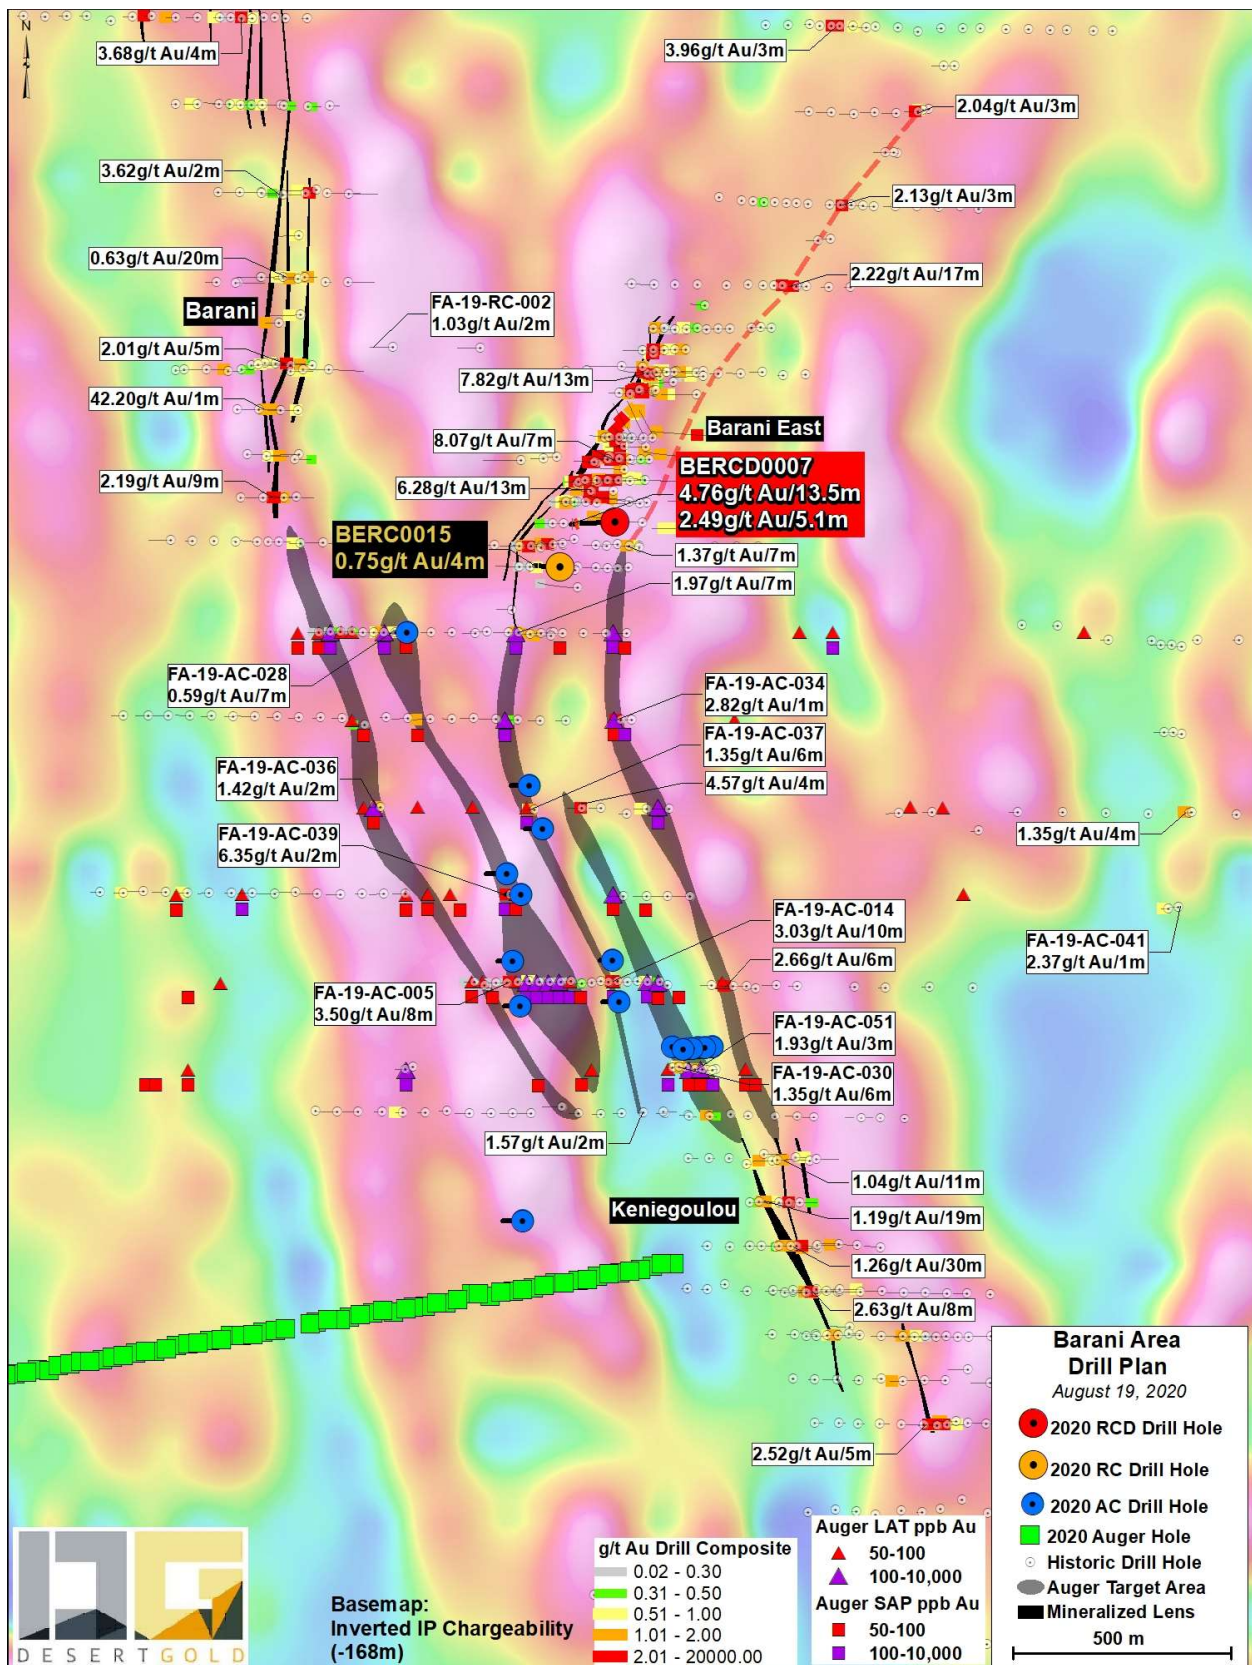 N
3.68g/t Au/4m
3.96g/t Au/3m
2.04g/t Au/3m
3.62g/t Au/2m
2.13g/t Au/3m
0.63g/t Au/20m
2.22g/t Au/17m
Barani
FA-19-RC-002
1.03g/t Au/2m
2.01g/t Au/5m
7.82g/t Au/13m
42.20g/t Au/1m
Barani East
8.07g/t Au/7m
BERCD0007
4.76g/t Au/13.5m
2.49g/t Au/5.1m
2.19g/t Au/9m
6.28g/t Au/13m
BERC0015
0.75g/t Au/4m
1.37g/t Au/7m
1.97g/t Au/7m
FA-19-AC-028
0.59g/t Au/7m
FA-19-AC-034
2.82g/t Au/1m
FA-19-AC-037
1.35g/t Au/6m
FA-19-AC-036
1.42g/t Au/2m
4.57g/t Au/4m
FA-19-AC-039
6.35g/t Au/2m
1.35g/t Au/4m
FA-19-AC-014
3.03g/t Au/10m
FA-19-AC-041
2.37g/t Au/1m
2.66g/t Au/6m
FA-19-AC-005
3.50g/t Au/8m
FA-19-AC-051
1.93g/t Au/3m
FA-19-AC-030
1.35g/t Au/6m
1.57g/t Au/2m
1.04g/t Au/11m
Keniegoulou
1.19g/t Au/19m
1.26g/t Au/30m
2.63g/t Au/8m
2.52g/t Au/5m
Barani Area
Drill Plan
August 19, 2020
2020 RCD Drill Hole
2020 RC Drill Hole
2020 AC Drill Hole
2020 Auger Hole
Historic Drill Hole
Auger Target Area
Mineralized Lens
500 m
Auger LAT ppb Au
50-100
100-10,000
Auger SAP ppb Au
50-100
100-10,000
g/t Au Drill Composite
0.02 - 0.30
0.31 - 0.50
0.51 - 1.00
1.01 - 2.00
2.01 - 20000.00
Basemap:
Inverted IP Chargeability
(-168m)
DESERTGOLD